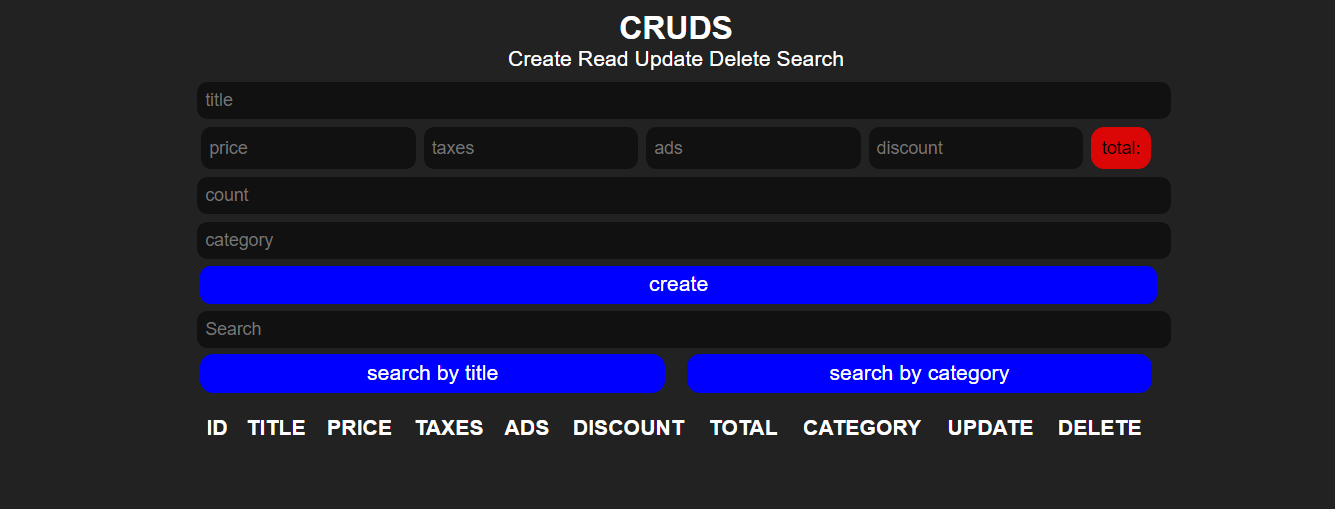 CRUDS
Create Read Update Delete Search
title
price taxes ads discount total:
count
category
create
Search
search by title search by category
ID TITLE PRICE TAXES ADS DISCOUNT TOTAL CATEGORY UPDATE DELETE